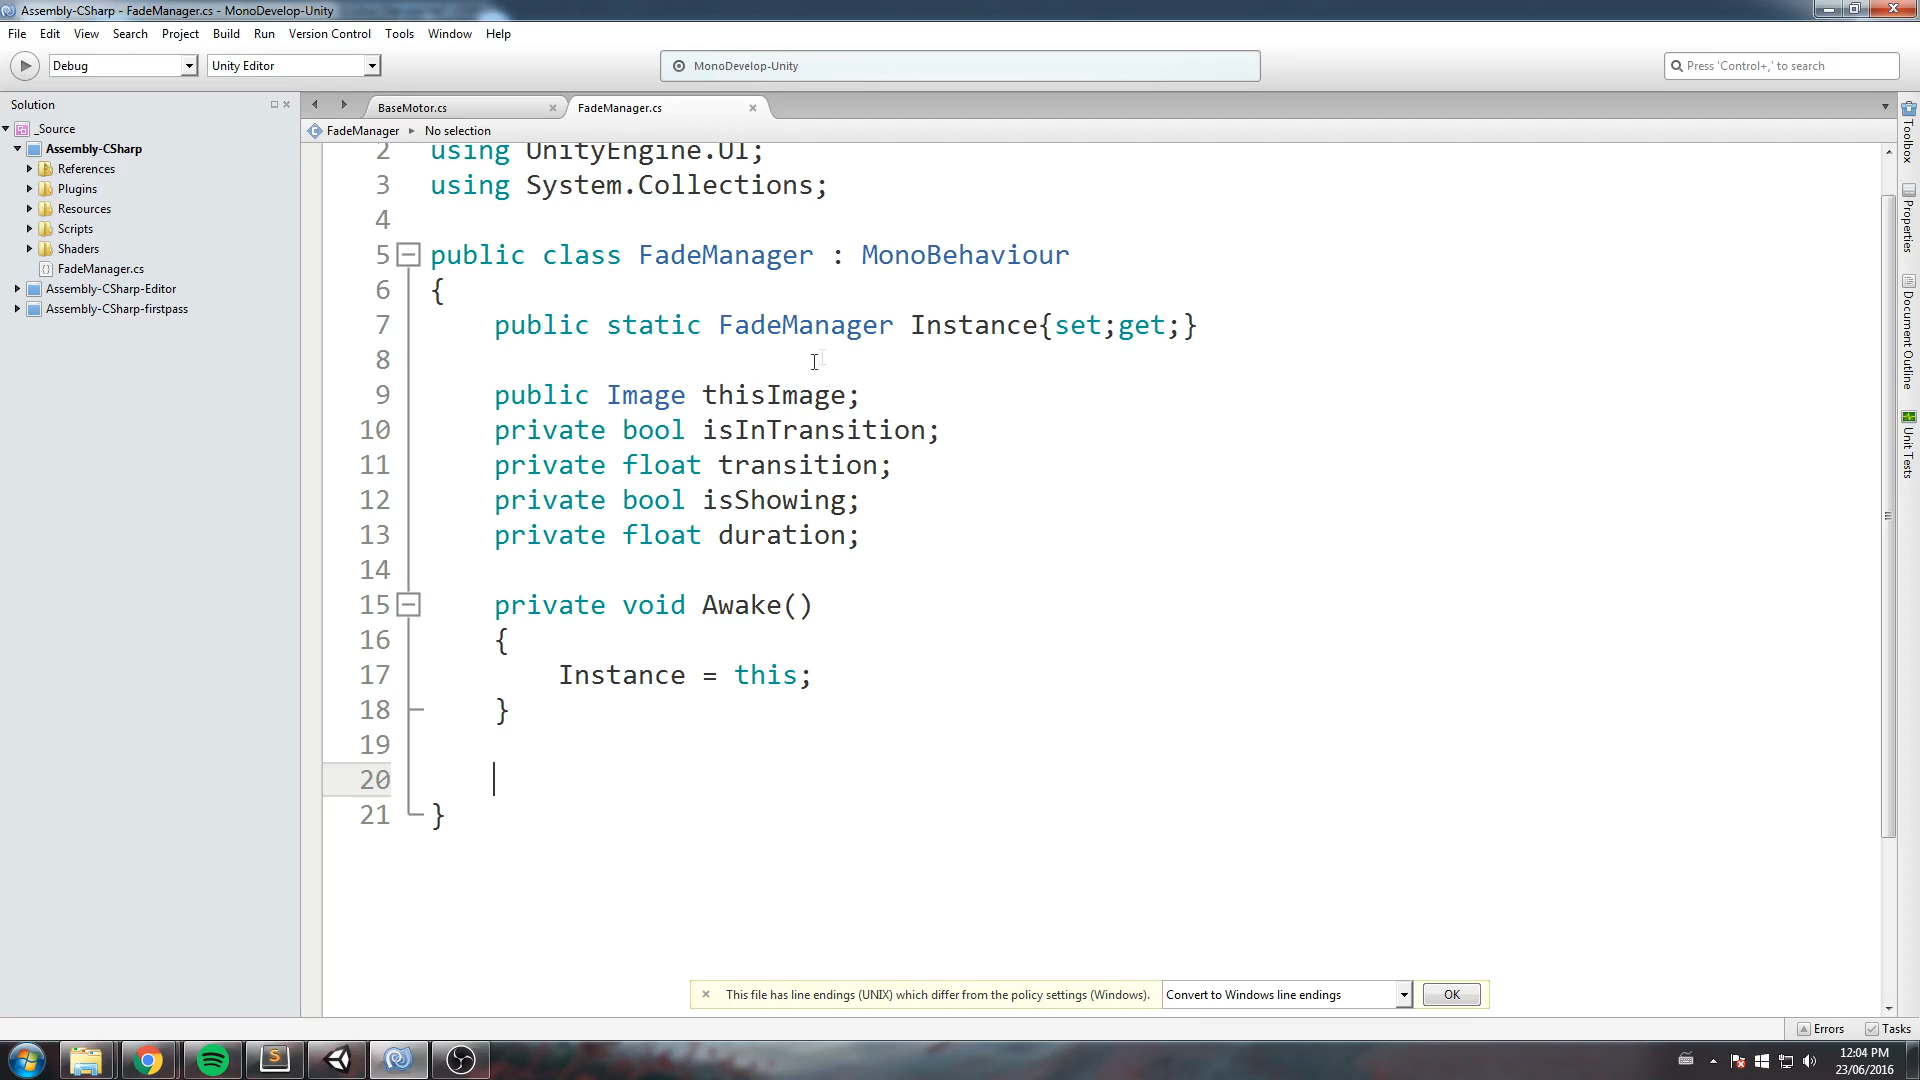 Assembly-CSharp - FadeManager.cs - MonoDevelop-Unity
File Edit View Search Project Build Run Version Control Tools Window Help
Debug
Unity Editor
MonoDevelop-Unity
Press 'Control+,' to search
Solution
BaseMotor.cs
FadeManager.cs
FadeManager
No selection
_Source
Assembly-CSharp
References
Plugins
Resources
Scripts
Shaders
FadeManager.cs
Assembly-CSharp-Editor
Assembly-CSharp-firstpass
2 using UnityEngine.UI;
3 using System.Collections;
4
5 public class FadeManager : MonoBehaviour
6 {
7 public static FadeManager Instance{set;get;}
8
9 public Image thisImage;
10 private bool isInTransition;
11 private float transition;
12 private bool isShowing;
13 private float duration;
14
15 private void Awake()
16 {
17 Instance = this;
18 }
19
20
21 }
Toolbox
Properties
Document Outline
Unit Tests
This file has line endings (UNIX) which differ from the policy settings (Windows).
Convert to Windows line endings
OK
Errors
Tasks
12:04 PM
23/06/2016